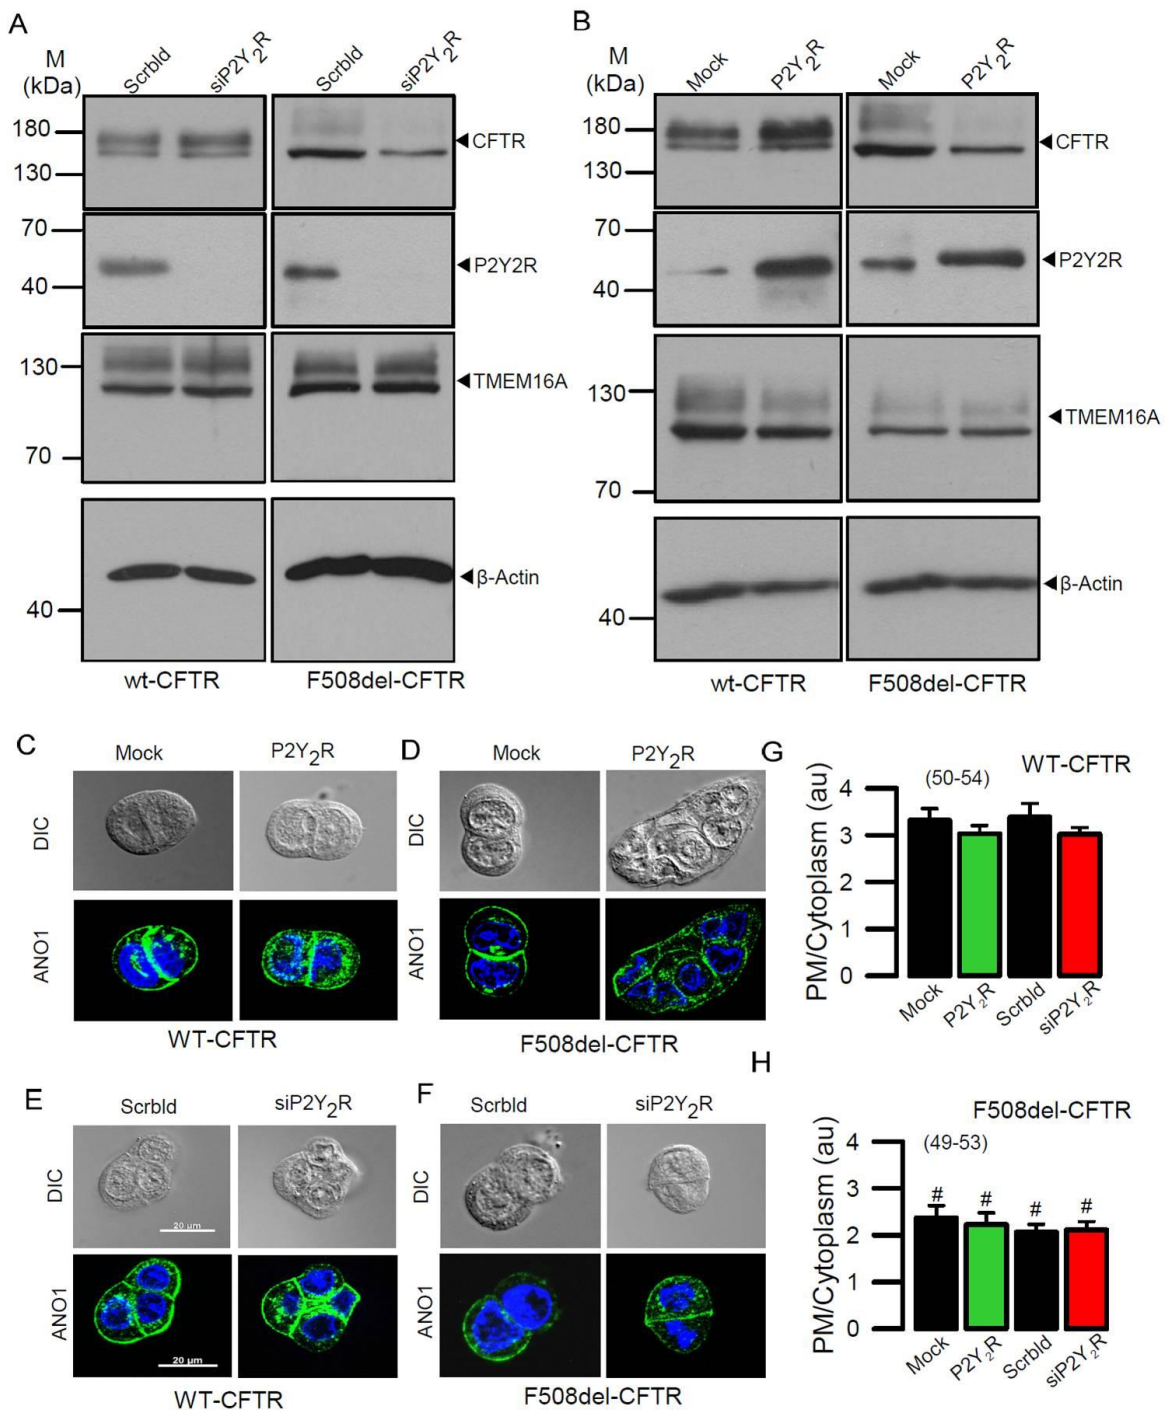 A
M
(kDa)
Scrbld
siP2Y2R
Scrbld
siP2Y2R
180
130
CFTR
70
40
P2Y2R
130
70
TMEM16A
40
β-Actin
wt-CFTR
F508del-CFTR
B
M
(kDa)
Mock
P2Y2R
Mock
P2Y2R
180
130
CFTR
70
40
P2Y2R
130
70
TMEM16A
40
β-Actin
wt-CFTR
F508del-CFTR
C
Mock
P2Y2R
DIC
ANO1
WT-CFTR
D
Mock
P2Y2R
DIC
ANO1
F508del-CFTR
G
WT-CFTR
(50-54)
PM/Cytoplasm (au)
4
3
2
1
0
Mock
P2Y2R
Scrbld
siP2Y2R
E
Scrbld
siP2Y2R
DIC
20 µm
ANO1
20 µm
WT-CFTR
F
Scrbld
siP2Y2R
DIC
ANO1
F508del-CFTR
H
F508del-CFTR
(49-53)
PM/Cytoplasm (au)
4
3
2
1
0
# # # #
Mock
P2Y2R
Scrbld
siP2Y2R